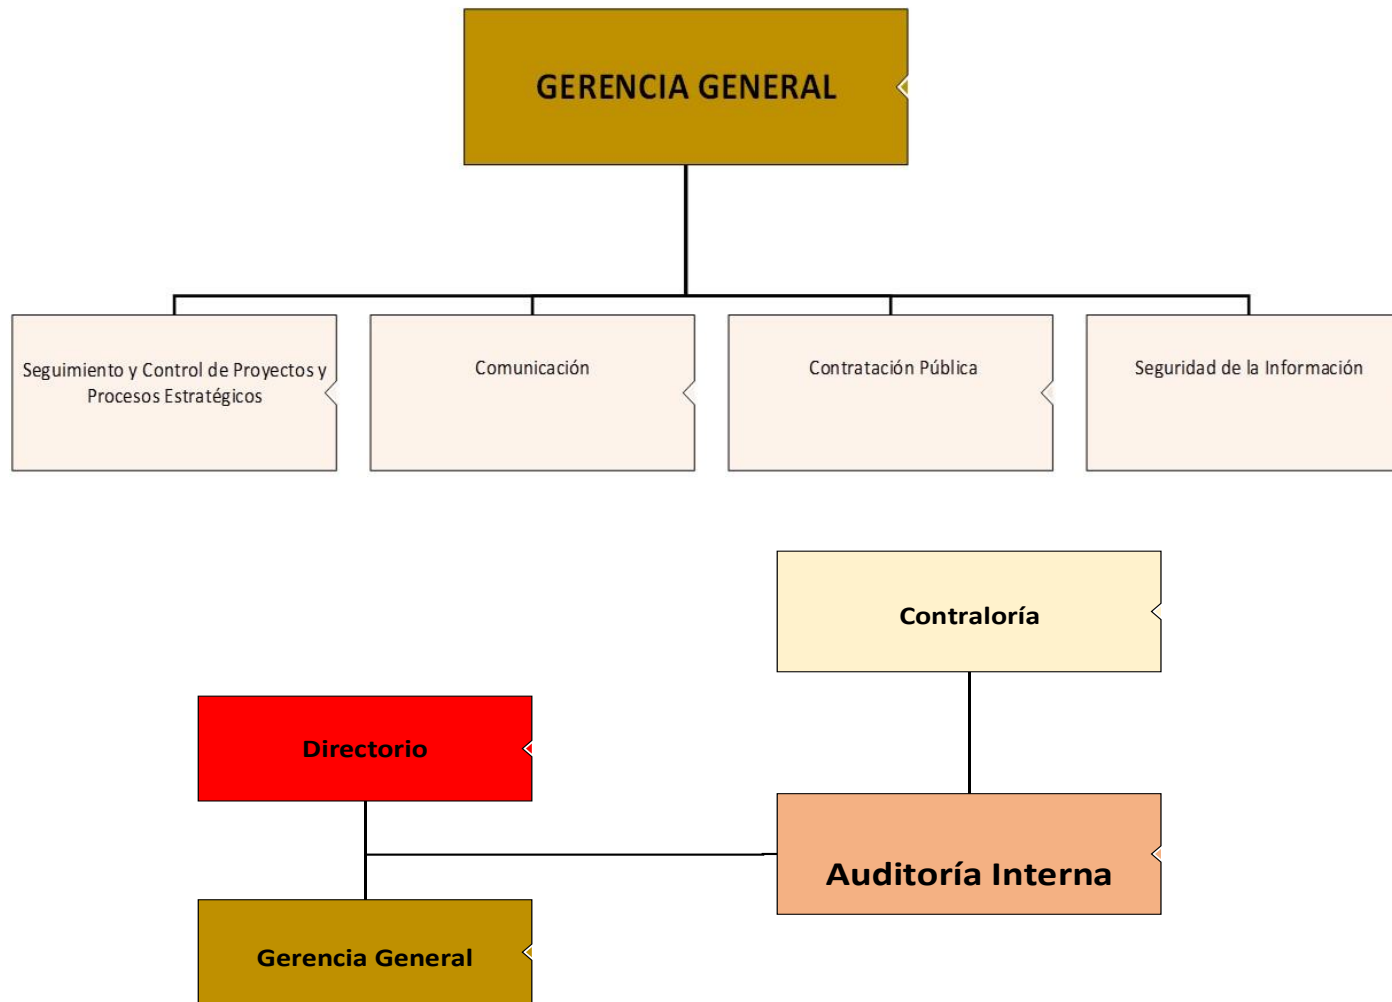 GERENCIA GENERAL
Seguimiento y Control de Proyectos y
Procesos Estratégicos
Comunicación
Contratación Pública
Seguridad de la Información
Contraloría
Directorio
Auditoría Interna
Gerencia General